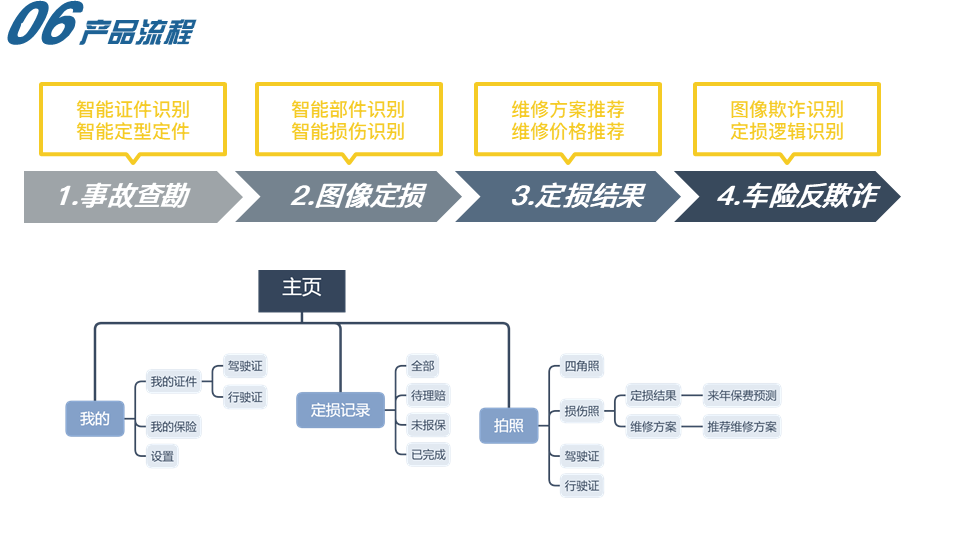 06 产品流程
智能证件识别
智能定型定件
智能部件识别
智能损伤识别
维修方案推荐
维修价格推荐
图像欺诈识别
定损逻辑识别
1.事故查勘
2.图像定损
3.定损结果
4.车险反欺诈
主页
我的
我的证件
驾驶证
行驶证
我的保险
设置
定损记录
全部
待理赔
未报保
已完成
拍照
四角照
损伤照
定损结果
来年保费预测
维修方案
推荐维修方案
驾驶证
行驶证